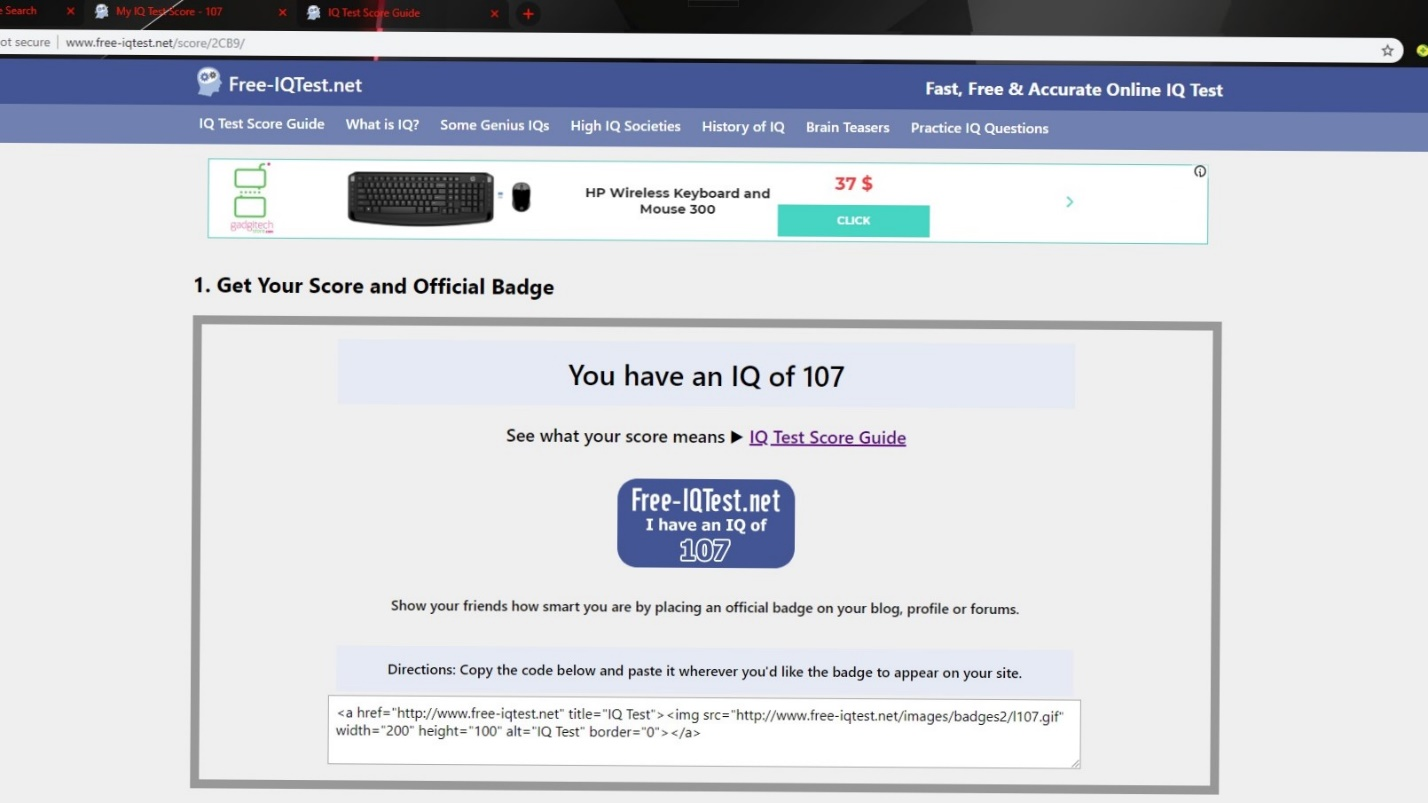 e Search
My IQ Test Score - 107
IQ Test Score Guide
ot secure | www.free-iqtest.net/score/2CB9/
Free-IQTest.net
Fast, Free & Accurate Online IQ Test
IQ Test Score Guide What is IQ? Some Genius IQs High IQ Societies History of IQ Brain Teasers Practice IQ Questions
gadgitech
HP Wireless Keyboard and
Mouse 300
37 $
CLICK
1. Get Your Score and Official Badge
You have an IQ of 107
See what your score means ▶ IQ Test Score Guide
Free-IQTest.net
I have an IQ of
107
Show your friends how smart you are by placing an official badge on your blog, profile or forums.
Directions: Copy the code below and paste it wherever you'd like the badge to appear on your site.
<a href="http://www.free-iqtest.net" title="IQ Test"><img src="http://www.free-iqtest.net/images/badges2/l107.gif"
width="200" height="100" alt="IQ Test" border="0"></a>